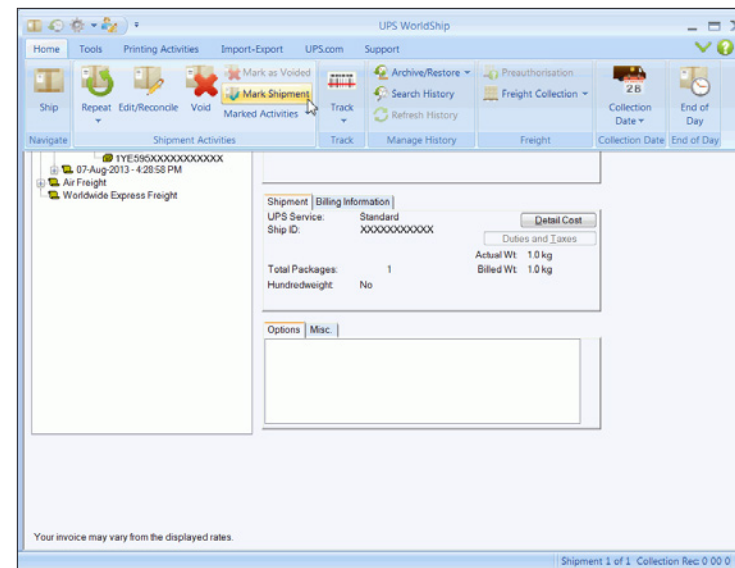 UPS WorldShip
Home Tools Printing Activities Import-Export UPS.com Support
Ship
Repeat
Edit/Reconcile
Void
Mark as Voided
Mark Shipment
Marked Activities
Track
Archive/Restore
Search History
Refresh History
Preauthorisation
Freight Collection
28
Collection
Date
End of
Day
Navigate Shipment Activities Track Manage History Freight Collection Date End of Day
1YE595XXXXXXXXXXX
07-Aug-2013 - 4:28:58 PM
Air Freight
Worldwide Express Freight
Shipment Billing Information
UPS Service: Standard
Detail Cost
Ship ID: XXXXXXXXXXX
Duties and Taxes
Actual Wt 1.0 kg
Total Packages: 1
Billed Wt 1.0 kg
Hundredweight No
Options Misc.
Your invoice may vary from the displayed rates.
Shipment 1 of 1 Collection Rec: 0 00 0